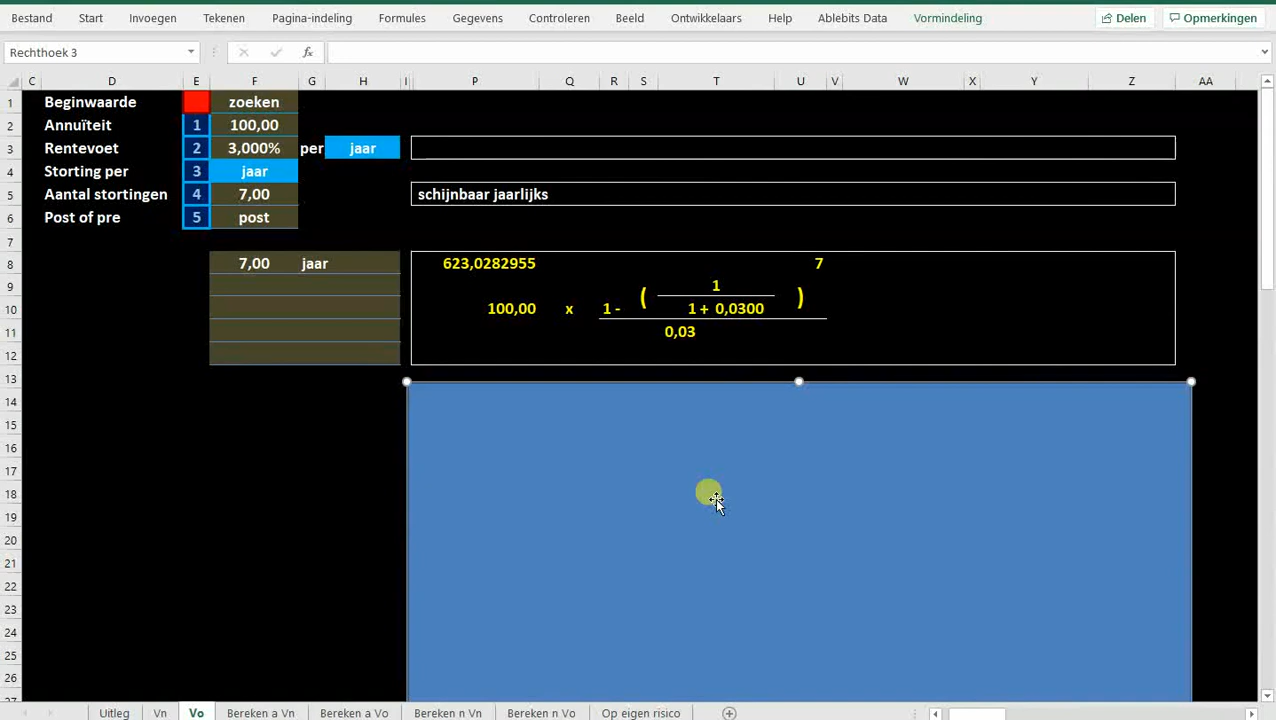 Bestand Start Invoegen Tekenen Pagina-indeling Formules Gegevens Controleren Beeld Ontwikkelaars Help Ablebits Data Vormindeling Delen Opmerkingen
Rechthoek 3 fx
C D E F G H I P Q R S T U V W X Y Z AA
1 Beginwaarde zoeken
2 Annuïteit 1 100,00
3 Rentevoet 2 3,000% per jaar
4 Storting per 3 jaar
5 Aantal stortingen 4 7,00 schijnbaar jaarlijks
6 Post of pre 5 post
7
8 7,00 jaar 623,0282955 7
9 ( 1 )
10 100,00 x 1 - 1 + 0,0300
11 0,03
12
13
14
15
16
17
18
19
20
21
22
23
24
25
26
27
Uitleg Vn Vo Bereken a Vn Bereken a Vo Bereken n Vn Bereken n Vo Op eigen risico